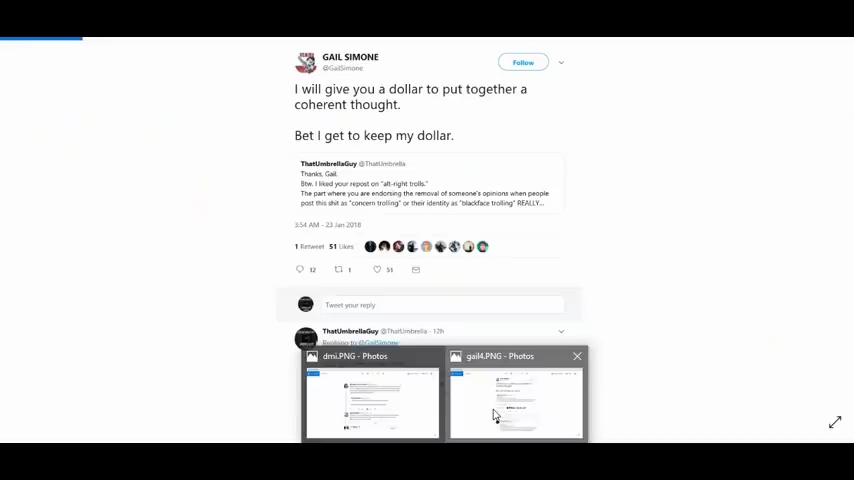 GAIL SIMONE
@GailSimone
Follow
I will give you a dollar to put together a
coherent thought.
Bet I get to keep my dollar.
ThatUmbrellaGuy @ThatUmbrella
Thanks, Gail.
Btw. I liked your repost on "alt-right trolls."
The part where you are endorsing the removal of someone's opinions when people
post this shit as "concern trolling" or their identity as "blackface trolling" REALLY...
3:54 AM - 23 Jan 2018
1 Retweet 51 Likes
12 1 51
Tweet your reply
ThatUmbrellaGuy @ThatUmbrella · 12h
Replying to @GailSimone
dmi.PNG - Photos
gail4.PNG - Photos